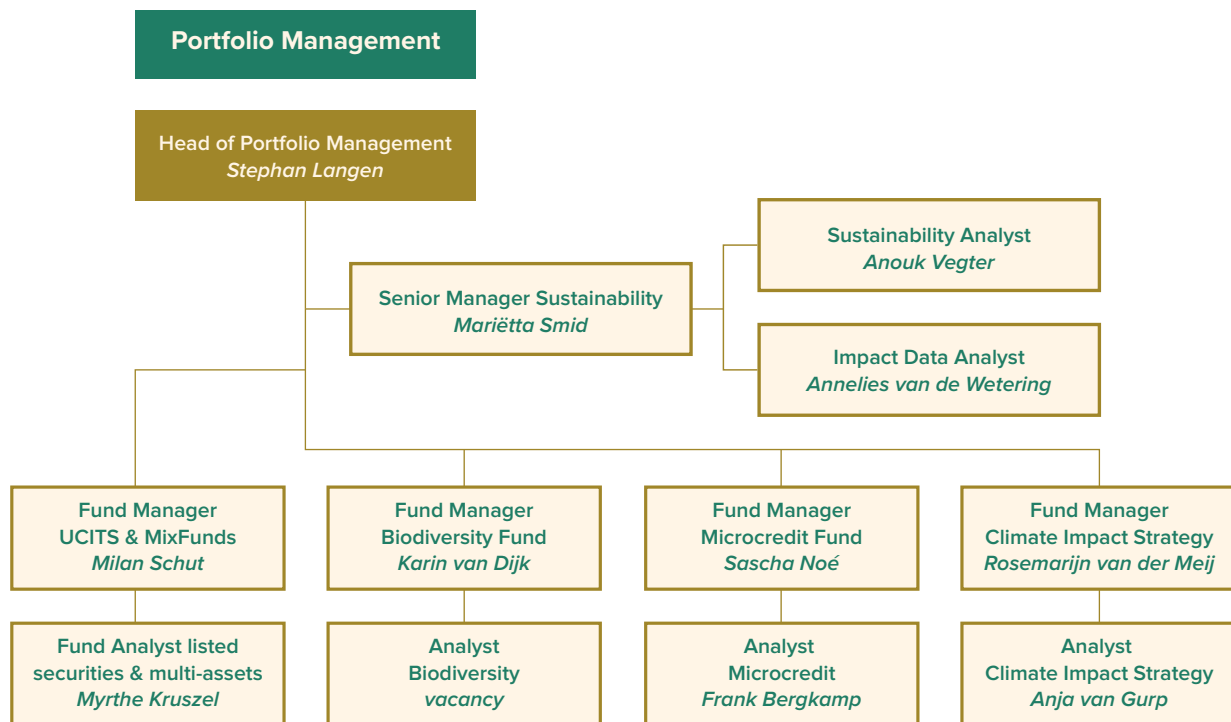 Portfolio Management
Head of Portfolio Management
Stephan Langen
Sustainability Analyst
Anouk Vegter
Senior Manager Sustainability
Mariëtta Smid
Impact Data Analyst
Annelies van de Wetering
Fund Manager
UCITS & MixFunds
Milan Schut
Fund Manager
Biodiversity Fund
Karin van Dijk
Fund Manager
Microcredit Fund
Sascha Noé
Fund Manager
Climate Impact Strategy
Rosemarijn van der Meij
Fund Analyst listed
securities & multi-assets
Myrthe Kruszel
Analyst
Biodiversity
vacancy
Analyst
Microcredit
Frank Bergkamp
Analyst
Climate Impact Strategy
Anja van Gurp